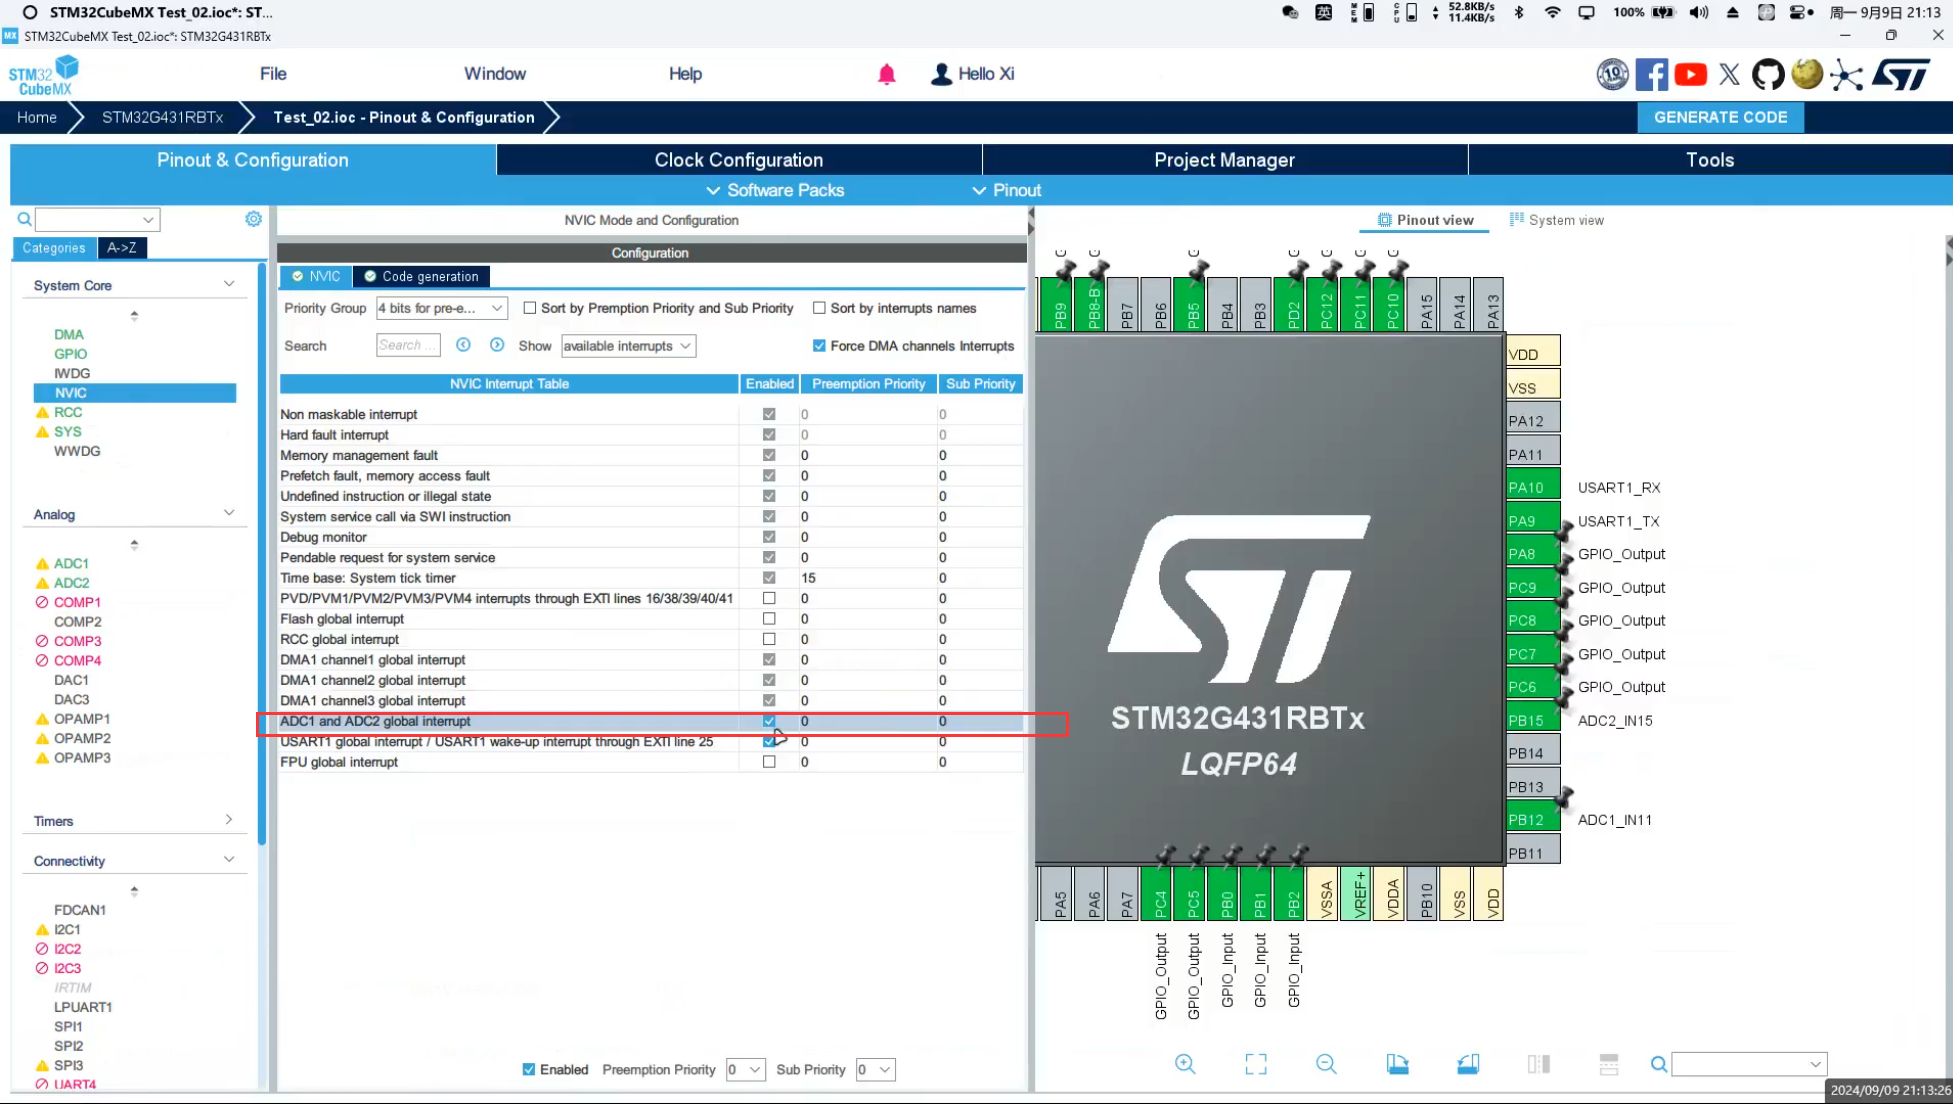 STM32CubeMX Test_02.ioc*: ST...
英
MEM
CPU
52.8KB/s
11.4KB/s
100%
周一 9月9日 21:13
MX STM32CubeMX Test_02.ioc*: STM32G431RBTx
STM32
CubeMX
File
Window
Help
Hello Xi
10
ST
Home
STM32G431RBTx
Test_02.ioc - Pinout & Configuration
GENERATE CODE
Pinout & Configuration
Clock Configuration
Project Manager
Tools
Software Packs
Pinout
Categories
A->Z
System Core
DMA
GPIO
IWDG
NVIC
RCC
SYS
WWDG
Analog
ADC1
ADC2
COMP1
COMP2
COMP3
COMP4
DAC1
DAC3
OPAMP1
OPAMP2
OPAMP3
Timers
Connectivity
FDCAN1
I2C1
I2C2
I2C3
IRTIM
LPUART1
SPI1
SPI2
SPI3
UART4
NVIC Mode and Configuration
Configuration
NVIC
Code generation
Priority Group 4 bits for pre-e... Sort by Premption Priority and Sub Priority Sort by interrupts names
Search Search ... Show available interrupts Force DMA channels Interrupts
NVIC Interrupt Table Enabled Preemption Priority Sub Priority
Non maskable interrupt 0 0
Hard fault interrupt 0 0
Memory management fault 0 0
Prefetch fault, memory access fault 0 0
Undefined instruction or illegal state 0 0
System service call via SWI instruction 0 0
Debug monitor 0 0
Pendable request for system service 0 0
Time base: System tick timer 15 0
PVD/PVM1/PVM2/PVM3/PVM4 interrupts through EXTI lines 16/38/39/40/41 0 0
Flash global interrupt 0 0
RCC global interrupt 0 0
DMA1 channel1 global interrupt 0 0
DMA1 channel2 global interrupt 0 0
DMA1 channel3 global interrupt 0 0
ADC1 and ADC2 global interrupt 0 0
USART1 global interrupt / USART1 wake-up interrupt through EXTI line 25 0 0
FPU global interrupt 0 0
Enabled Preemption Priority 0 Sub Priority 0
Pinout view
System view
G G G G G G G
PB9 PB8-B PB7 PB6 PB5 PB4 PB3 PD2 PC12 PC11 PC10 PA15 PA14 PA13
VDD
VSS
PA12
PA11
PA10 USART1_RX
PA9 USART1_TX
PA8 GPIO_Output
PC9 GPIO_Output
PC8 GPIO_Output
PC7 GPIO_Output
PC6 GPIO_Output
PB15 ADC2_IN15
PB14
PB13
PB12 ADC1_IN11
PB11
ST
STM32G431RBTx
LQFP64
PA5 PA6 PA7 PC4 PC5 PB0 PB1 PB2 VSSA VREF+ VDDA PB10 VSS VDD
GPIO_Output GPIO_Output GPIO_Input GPIO_Input GPIO_Input
2024/09/09 21:13:26